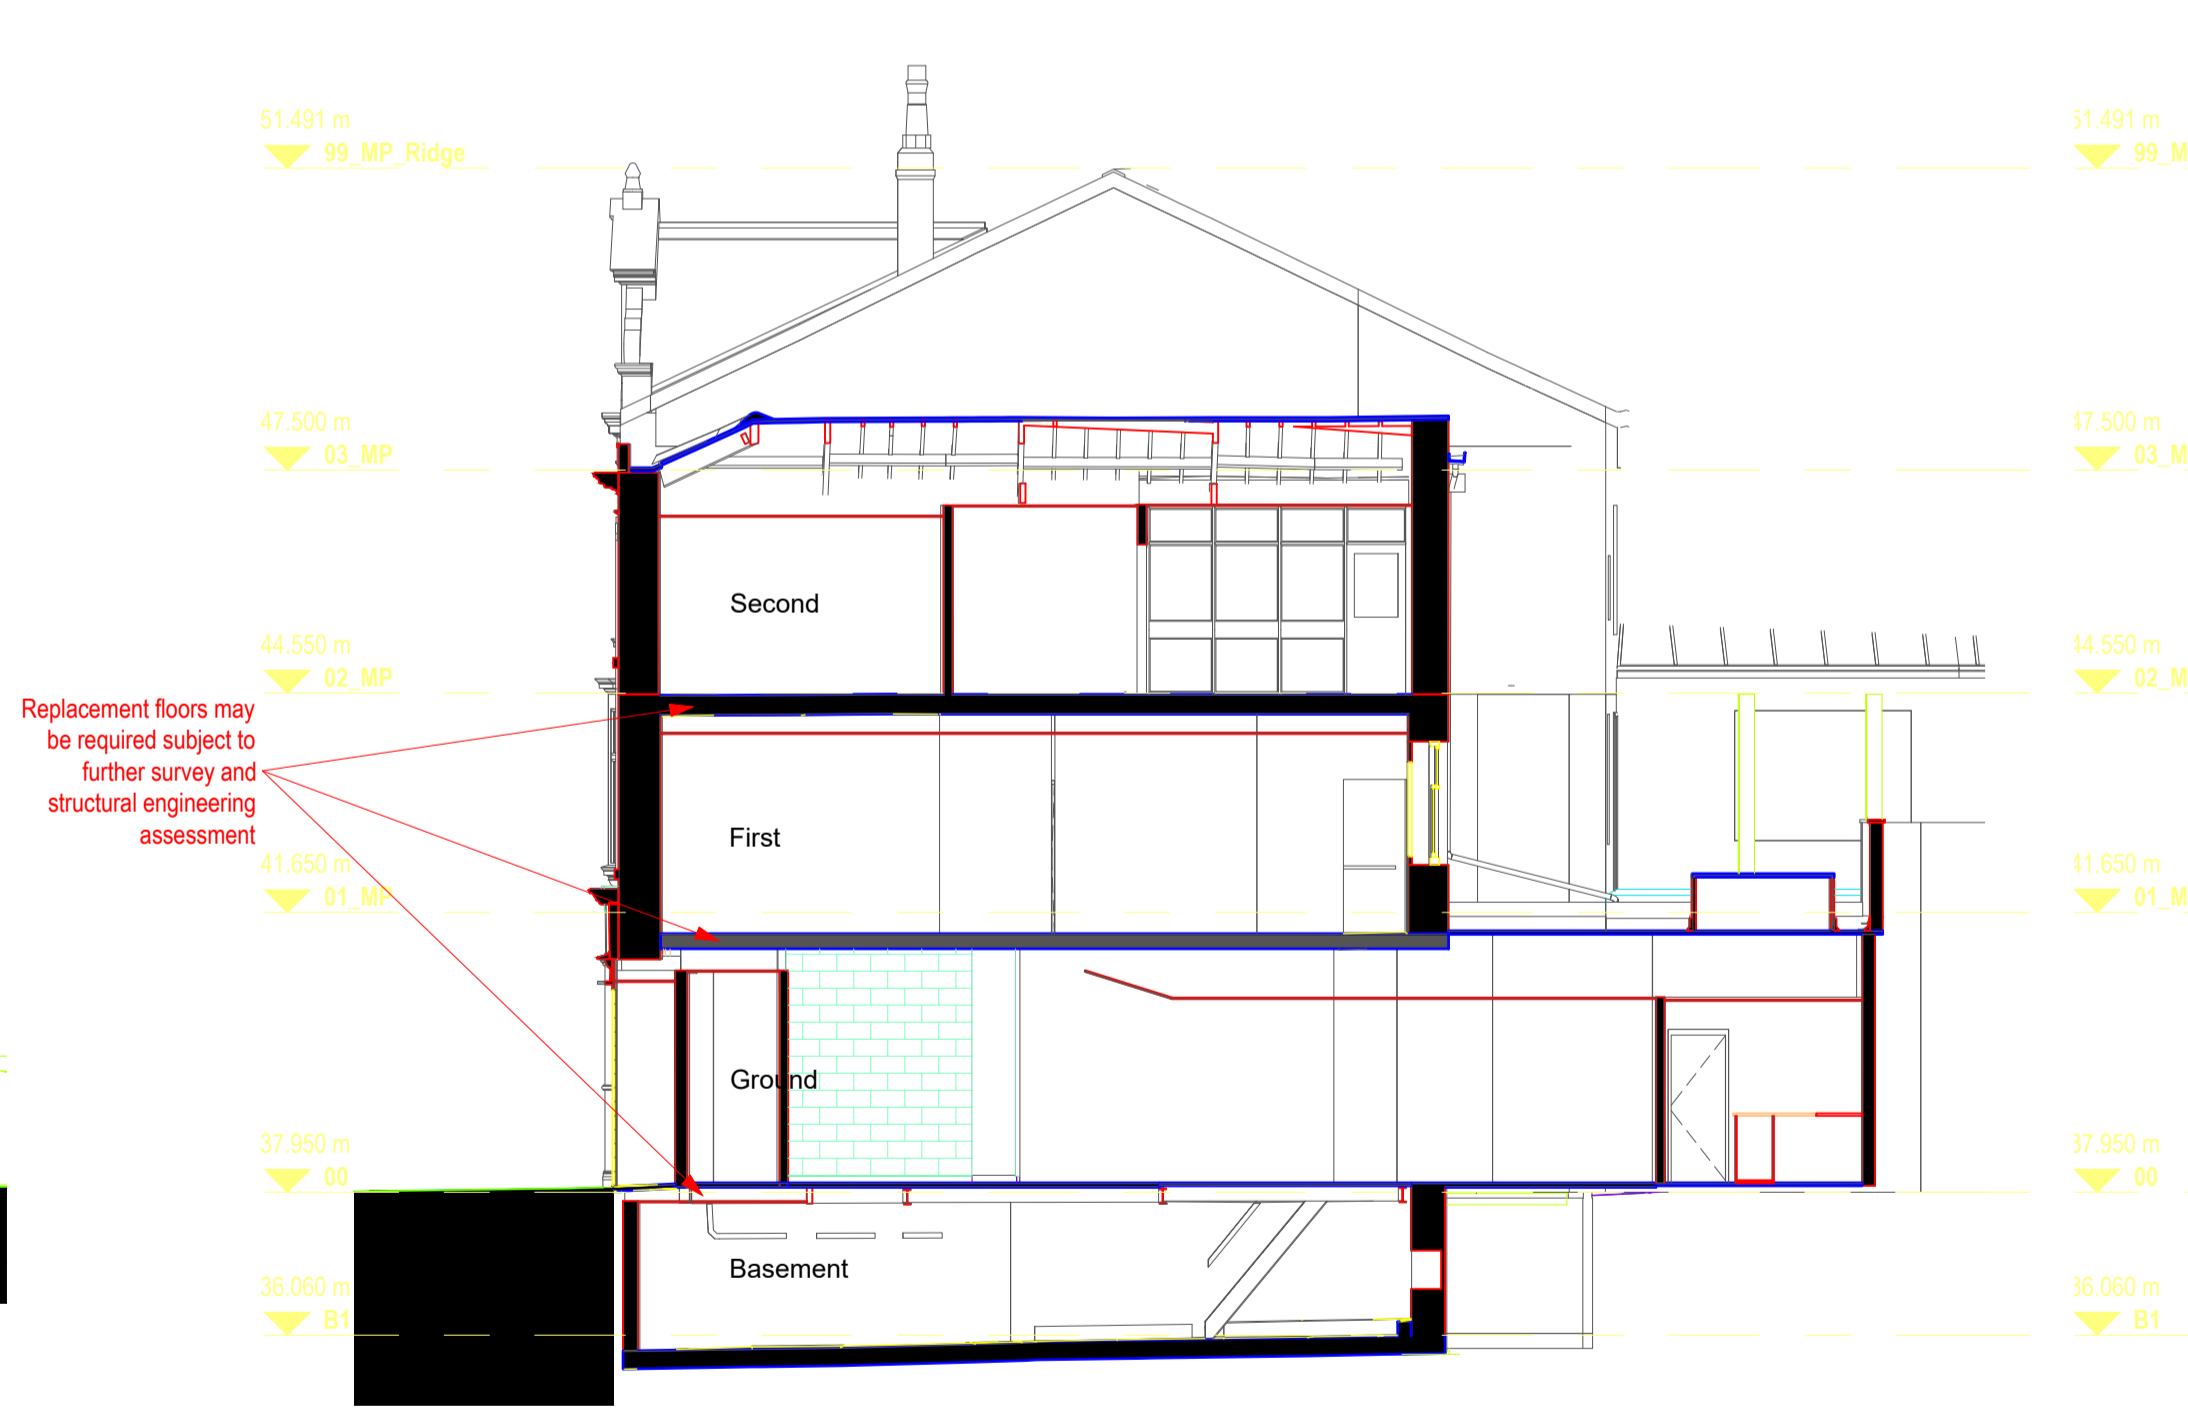 51.491 m
99_MP_Ridge
51.491 m
99_M
47.500 m
03_MP
47.500 m
03_M
Second
44.550 m
02_MP
44.550 m
02_M
Replacement floors may
be required subject to
further survey and
structural engineering
assessment
First
41.650 m
01_MP
41.650 m
01_M
Ground
37.950 m
00
37.950 m
00
Basement
36.060 m
B1
36.060 m
B1